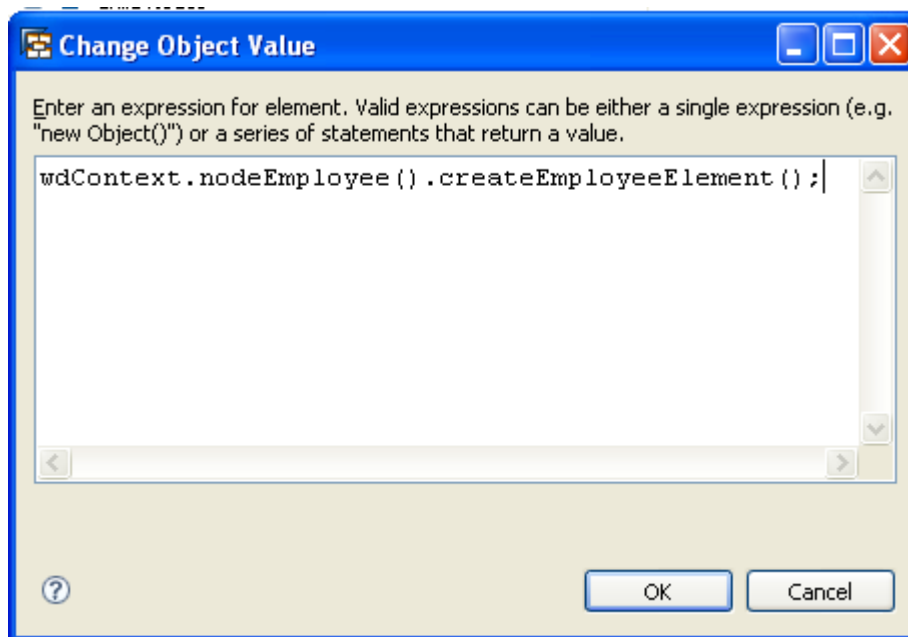 Change Object Value
Enter an expression for element. Valid expressions can be either a single expression (e.g.
"new Object()") or a series of statements that return a value.
wdContext.nodeEmployee().createEmployeeElement();
OK Cancel